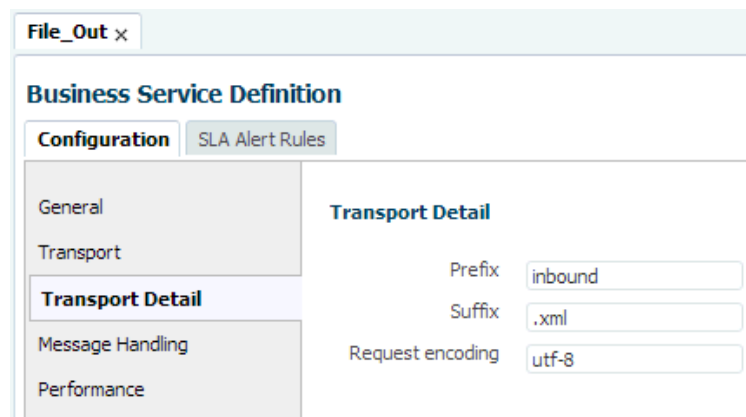 File_Out x
Business Service Definition
Configuration SLA Alert Rules
General
Transport Detail
Transport
Prefix inbound
Transport Detail
Suffix .xml
Message Handling
Request encoding utf-8
Performance